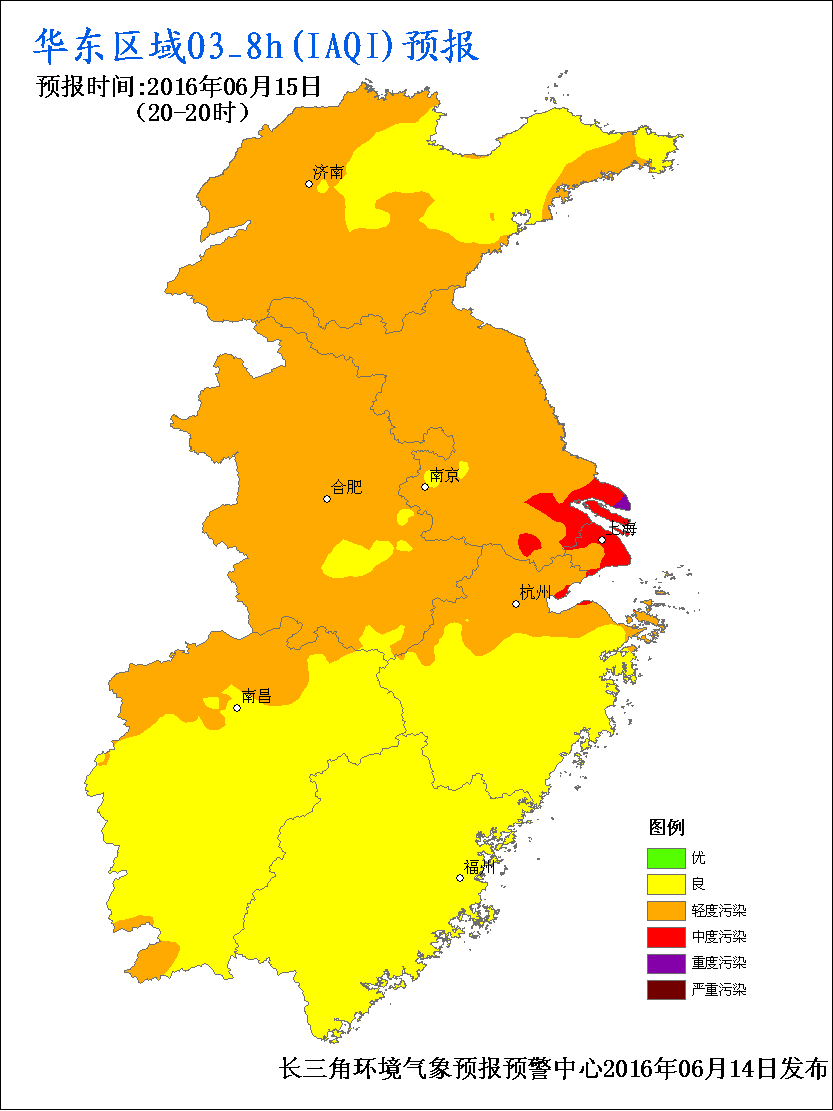 华东区域O3_8h(IAQI)预报
预报时间:2016年06月15日
（20-20时）
济南
南京
合肥
上海
杭州
南昌
福州
图例
优
良
轻度污染
中度污染
重度污染
严重污染
长三角环境气象预报预警中心2016年06月14日发布